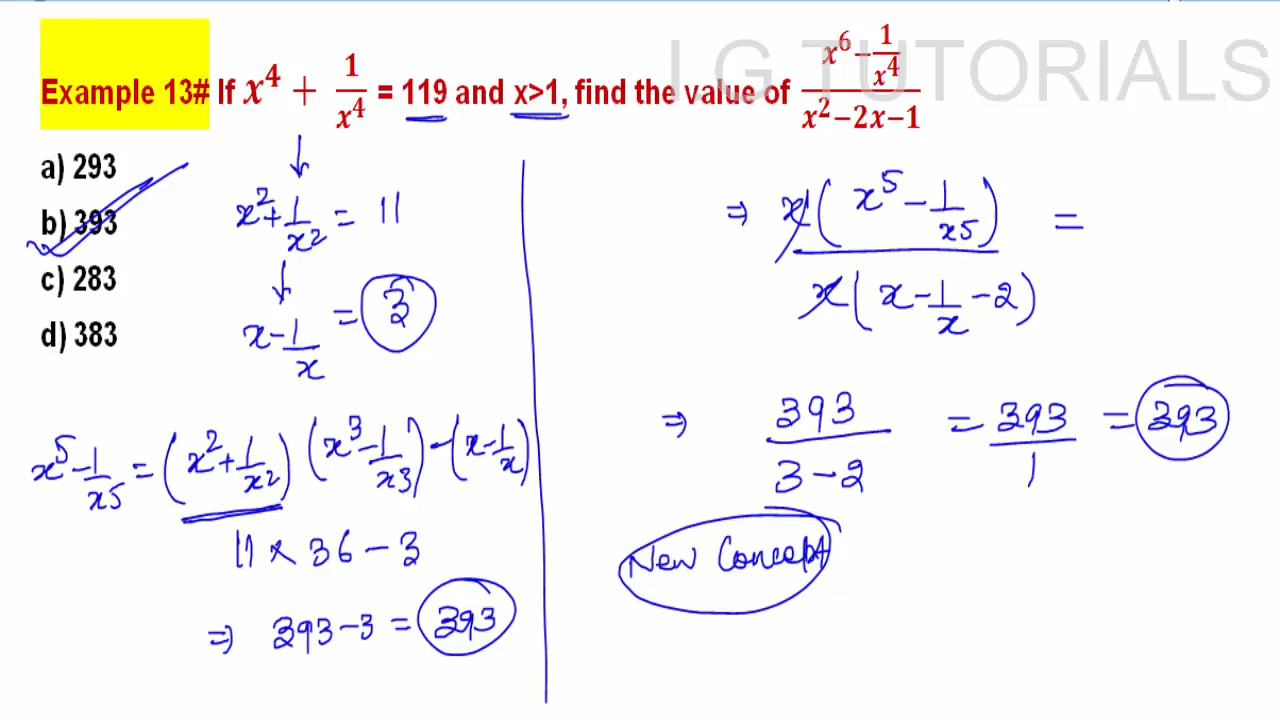 I.G TUTORIALS
Example 13# If x⁴ + 1/x⁴ = 119 and x>1, find the value of (x⁶ − 1/x⁴)/(x²−2x−1)
a) 293
b) 393
c) 283
d) 383
x² + 1/x² = 11
x − 1/x = 3
x⁵ − 1/x⁵ = (x² + 1/x²) (x³ − 1/x³) − (x − 1/x)
11 × 36 − 3
⇒ 393 − 3 = 393
⇒ x(x⁵ − 1/x⁵) / x(x − 1/x − 2) =
⇒ 393/(3 − 2) = 393/1 = 393
New Concept